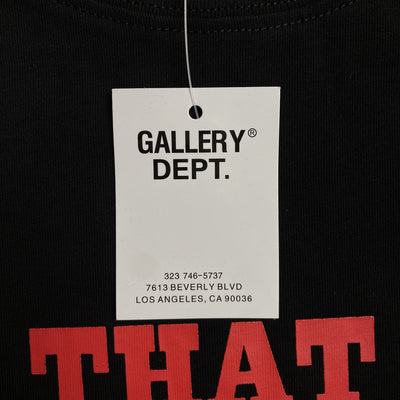 GALLERY®
DEPT.
323 746-5737
7613 BEVERLY BLVD
LOS ANGELES, CA 90036
THAT